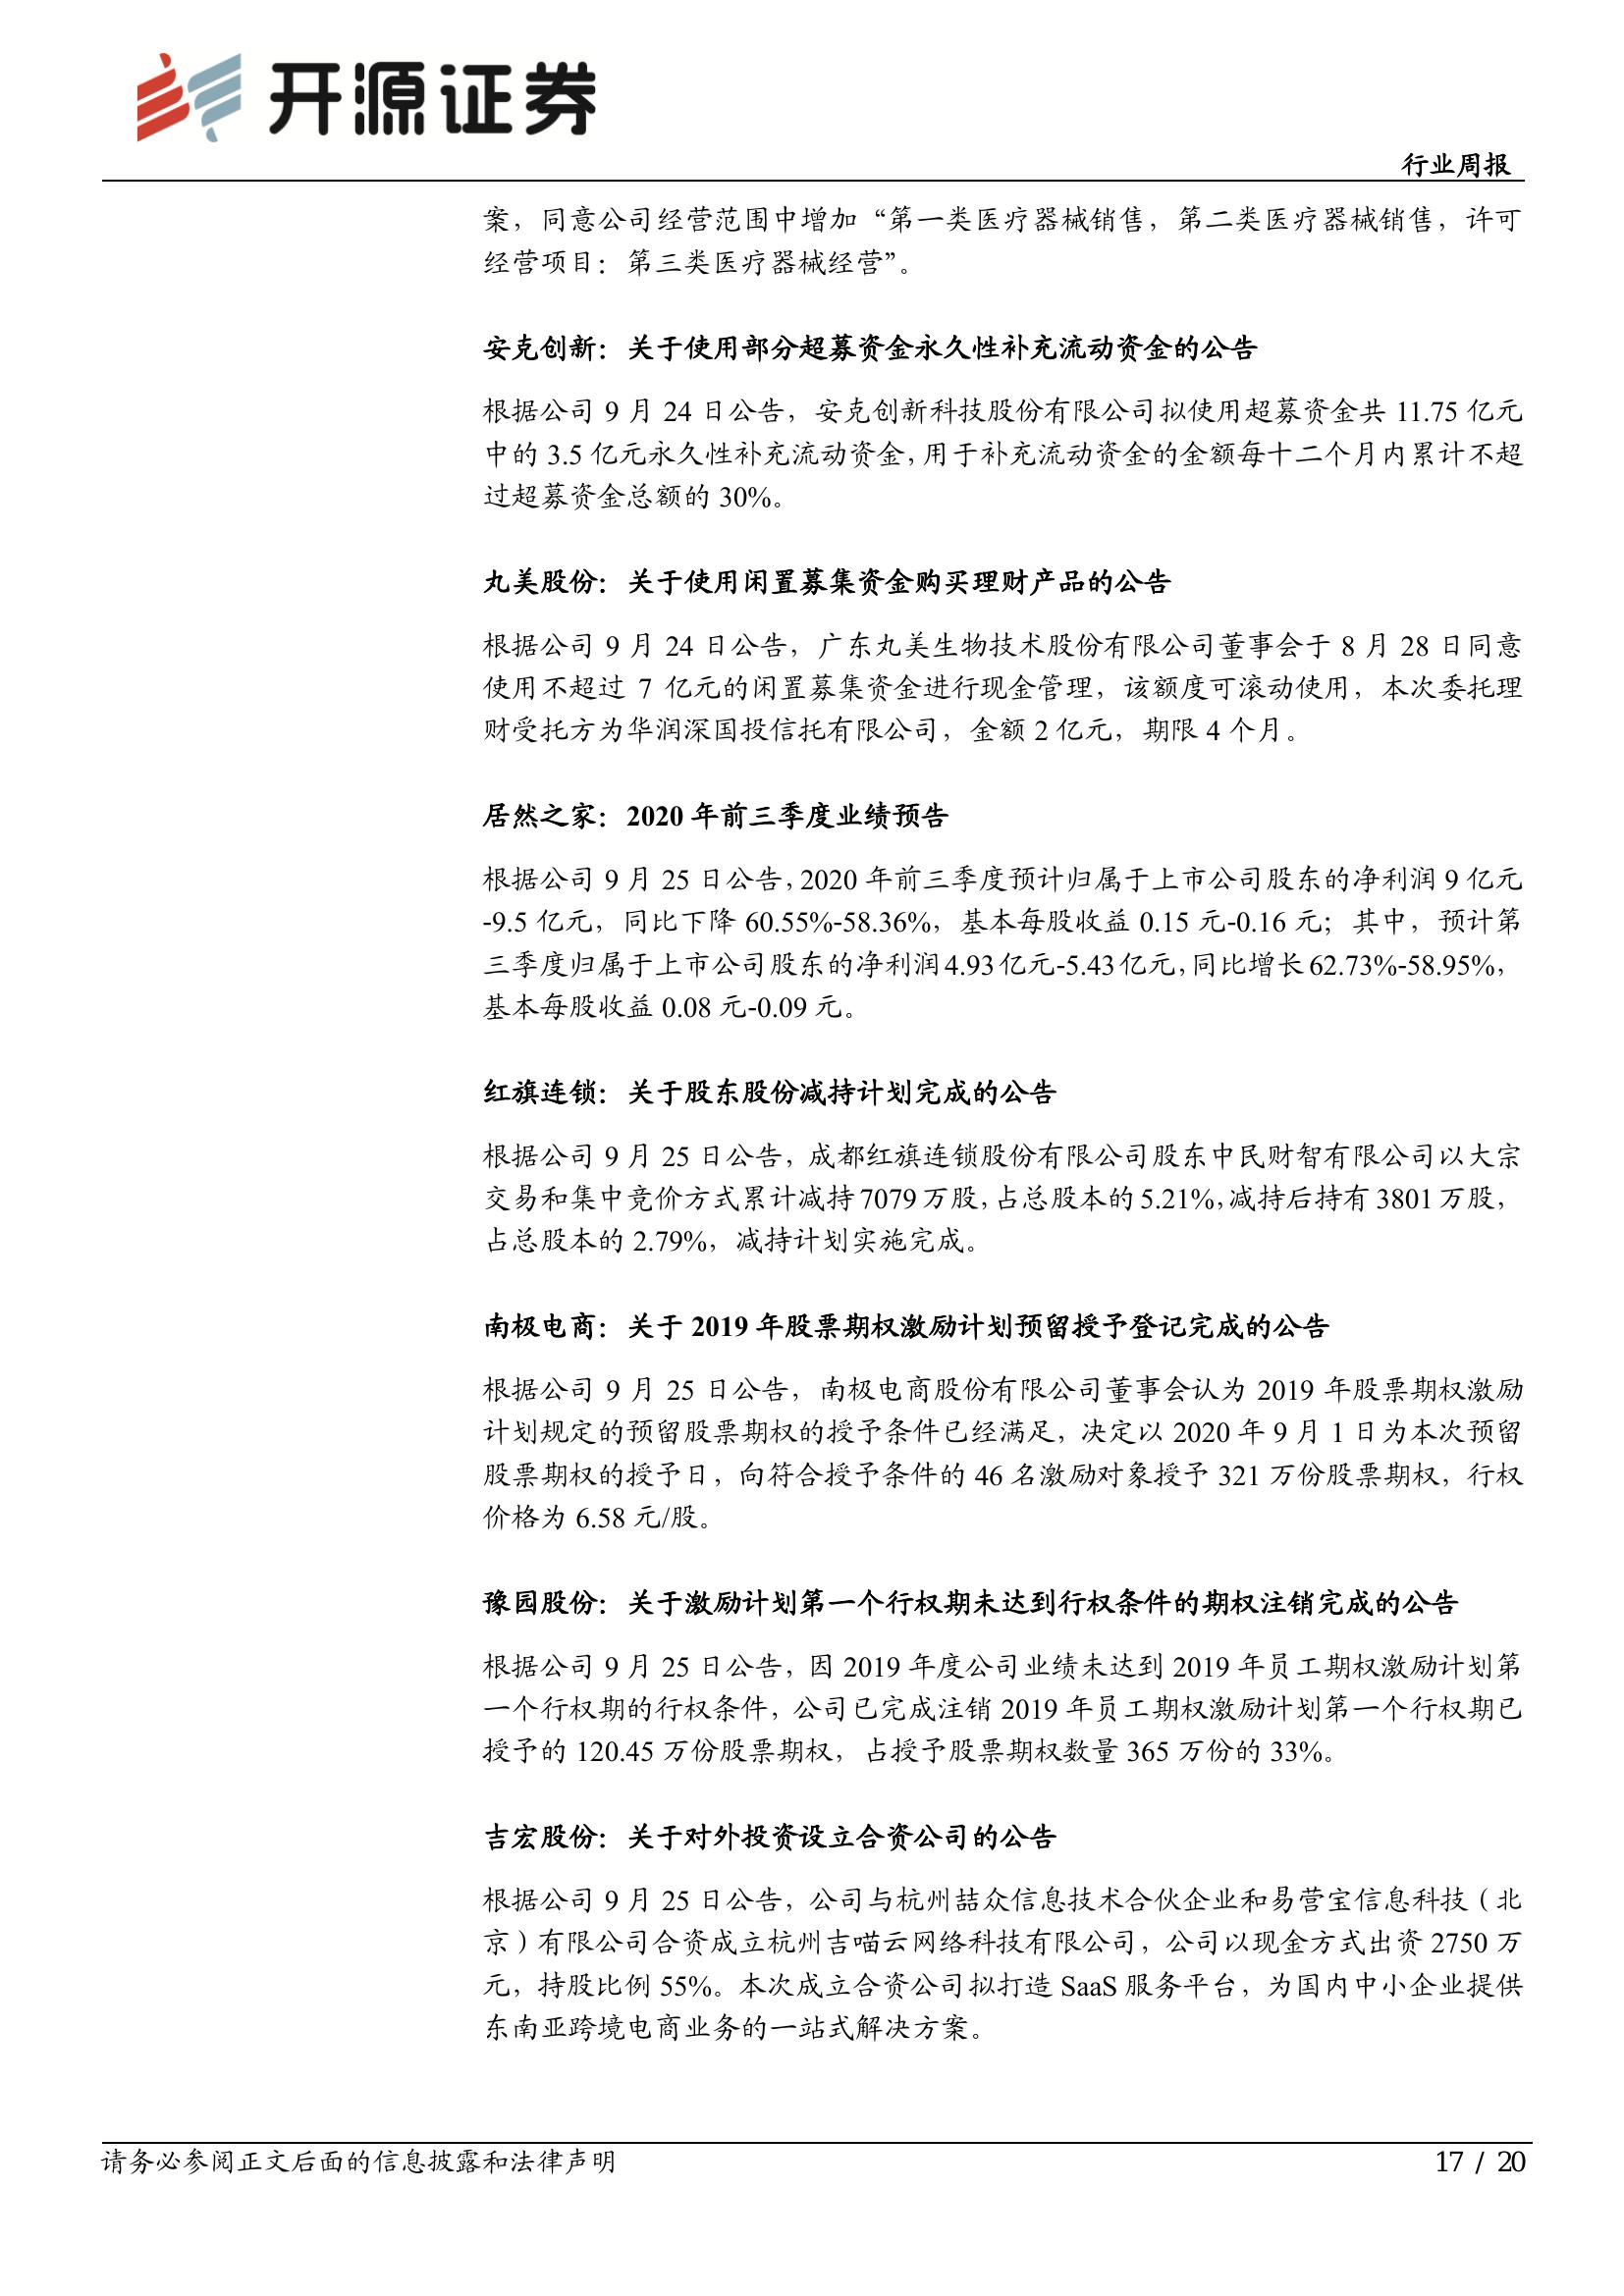 开源证券
行业周报
案，同意公司经营范围中增加“第一类医疗器械销售，第二类医疗器械销售，许可
经营项目：第三类医疗器械经营”。
安克创新：关于使用部分超募资金永久性补充流动资金的公告
根据公司 9 月 24 日公告，安克创新科技股份有限公司拟使用超募资金共 11.75 亿元
中的 3.5 亿元永久性补充流动资金，用于补充流动资金的金额每十二个月内累计不超
过超募资金总额的 30%。
丸美股份：关于使用闲置募集资金购买理财产品的公告
根据公司 9 月 24 日公告，广东丸美生物技术股份有限公司董事会于 8 月 28 日同意
使用不超过 7 亿元的闲置募集资金进行现金管理，该额度可滚动使用，本次委托理
财受托方为华润深国投信托有限公司，金额 2 亿元，期限 4 个月。
居然之家：2020 年前三季度业绩预告
根据公司 9 月 25 日公告，2020 年前三季度预计归属于上市公司股东的净利润 9 亿元
-9.5 亿元，同比下降 60.55%-58.36%，基本每股收益 0.15 元-0.16 元；其中，预计第
三季度归属于上市公司股东的净利润 4.93 亿元-5.43 亿元，同比增长 62.73%-58.95%，
基本每股收益 0.08 元-0.09 元。
红旗连锁：关于股东股份减持计划完成的公告
根据公司 9 月 25 日公告，成都红旗连锁股份有限公司股东中民财智有限公司以大宗
交易和集中竞价方式累计减持 7079 万股，占总股本的 5.21%，减持后持有 3801 万股，
占总股本的 2.79%，减持计划实施完成。
南极电商：关于 2019 年股票期权激励计划预留授予登记完成的公告
根据公司 9 月 25 日公告，南极电商股份有限公司董事会认为 2019 年股票期权激励
计划规定的预留股票期权的授予条件已经满足，决定以 2020 年 9 月 1 日为本次预留
股票期权的授予日，向符合授予条件的 46 名激励对象授予 321 万份股票期权，行权
价格为 6.58 元/股。
豫园股份：关于激励计划第一个行权期未达到行权条件的期权注销完成的公告
根据公司 9 月 25 日公告，因 2019 年度公司业绩未达到 2019 年员工期权激励计划第
一个行权期的行权条件，公司已完成注销 2019 年员工期权激励计划第一个行权期已
授予的 120.45 万份股票期权，占授予股票期权数量 365 万份的 33%。
吉宏股份：关于对外投资设立合资公司的公告
根据公司 9 月 25 日公告，公司与杭州喆众信息技术合伙企业和易营宝信息科技（北
京）有限公司合资成立杭州吉喵云网络科技有限公司，公司以现金方式出资 2750 万
元，持股比例 55%。本次成立合资公司拟打造 SaaS 服务平台，为国内中小企业提供
东南亚跨境电商业务的一站式解决方案。
请务必参阅正文后面的信息披露和法律声明
17 / 20